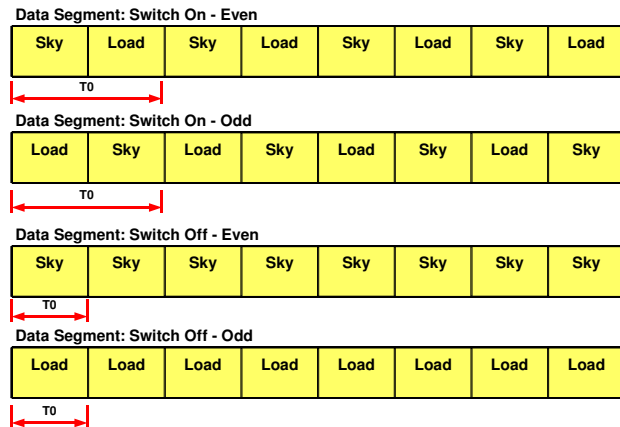 Data Segment: Switch On - Even
Sky Load Sky Load Sky Load Sky Load
T0
Data Segment: Switch On - Odd
Load Sky Load Sky Load Sky Load Sky
T0
Data Segment: Switch Off - Even
Sky Sky Sky Sky Sky Sky Sky Sky
T0
Data Segment: Switch Off - Odd
Load Load Load Load Load Load Load Load
T0